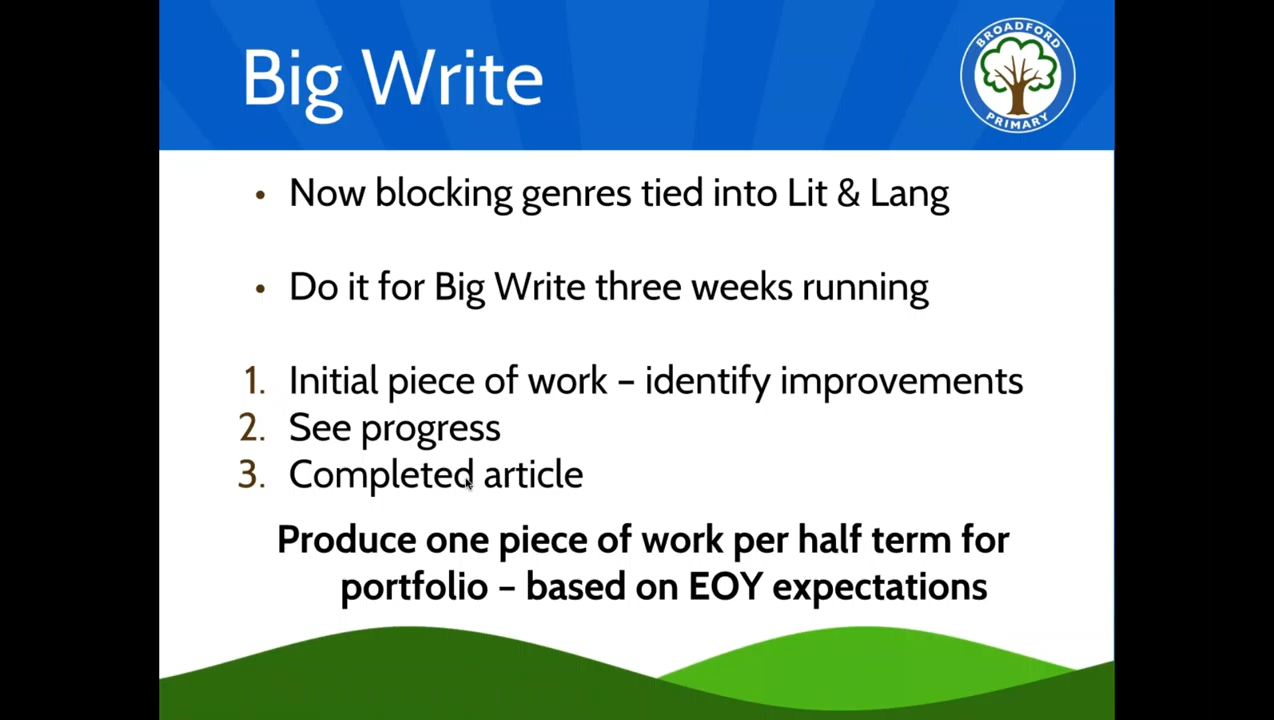 Big Write
BROADFORD
PRIMARY
• Now blocking genres tied into Lit & Lang
• Do it for Big Write three weeks running
1. Initial piece of work – identify improvements
2. See progress
3. Completed article
Produce one piece of work per half term for
portfolio – based on EOY expectations